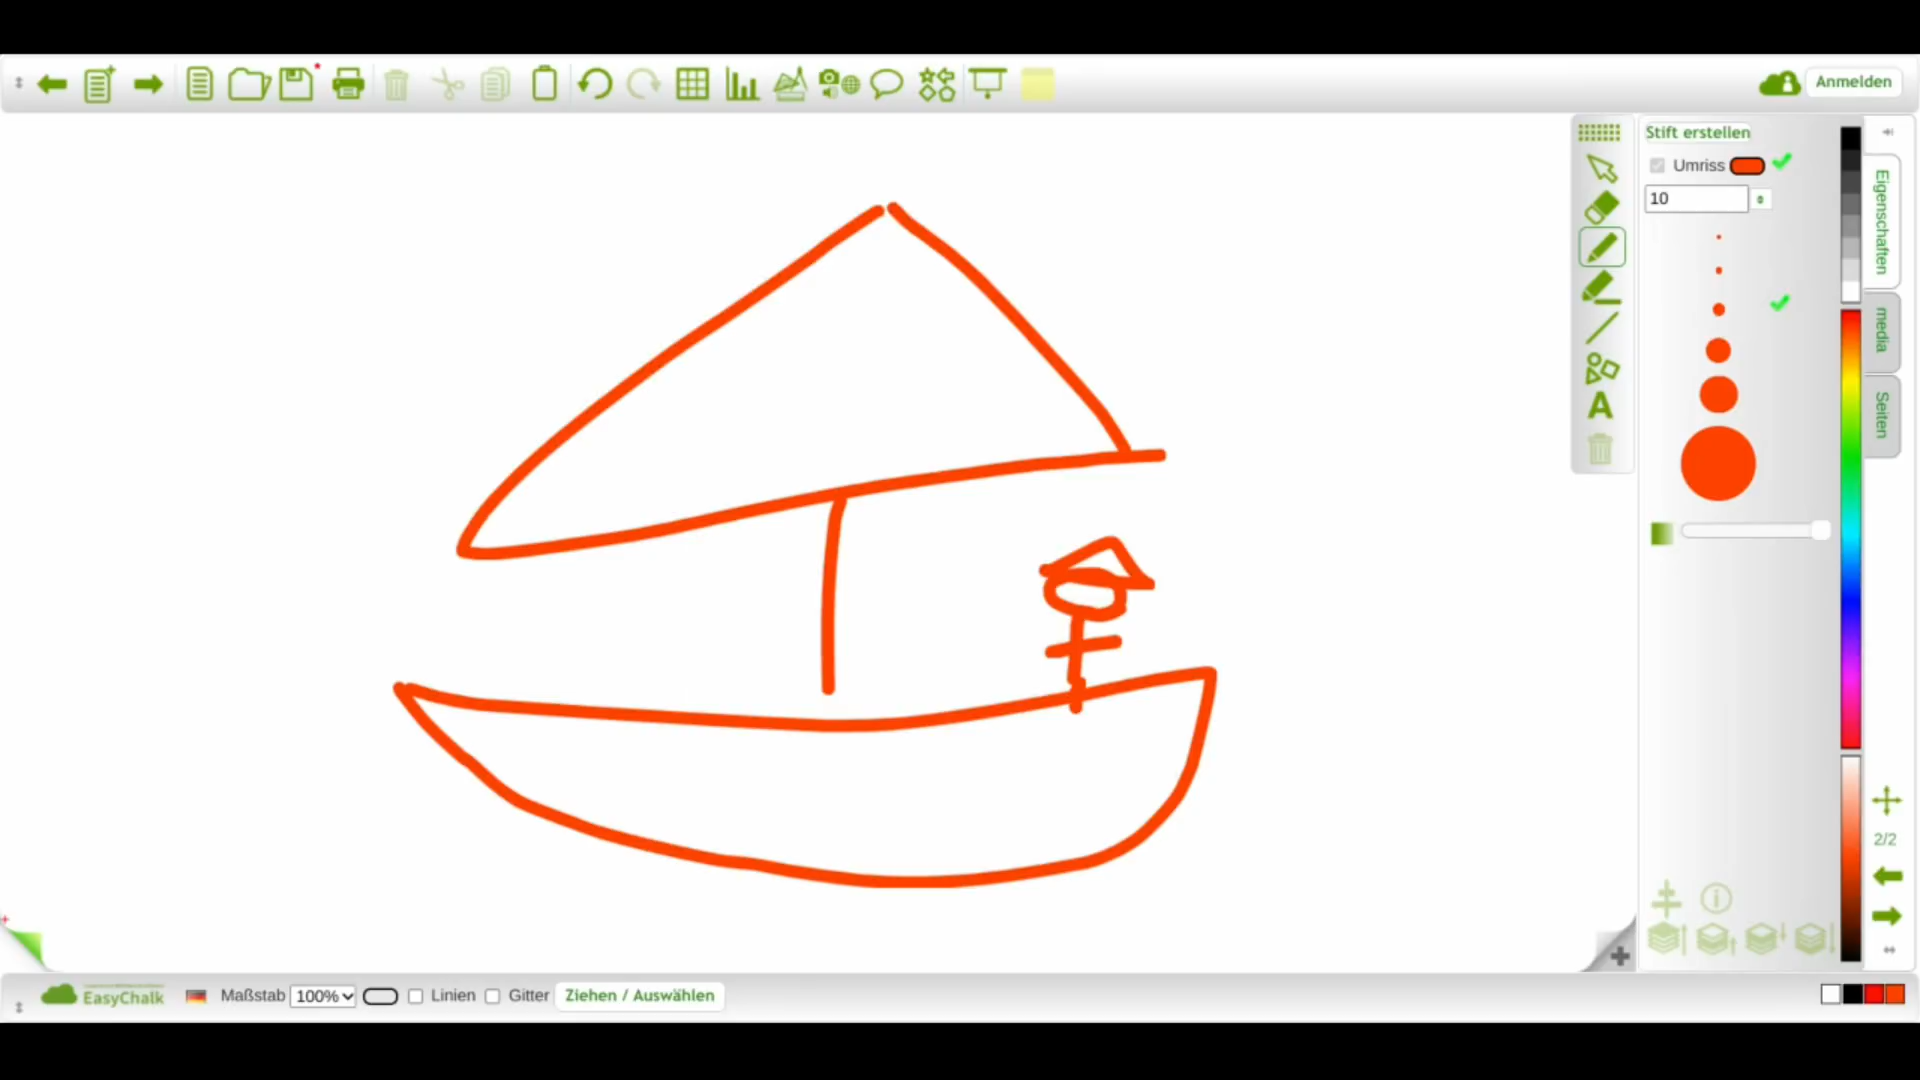 Anmelden
Stift erstellen
Umriss
10
Eigenschaften
media
Seiten
A
2/2
EasyChalk
Maßstab 100% Linien Gitter Ziehen / Auswählen